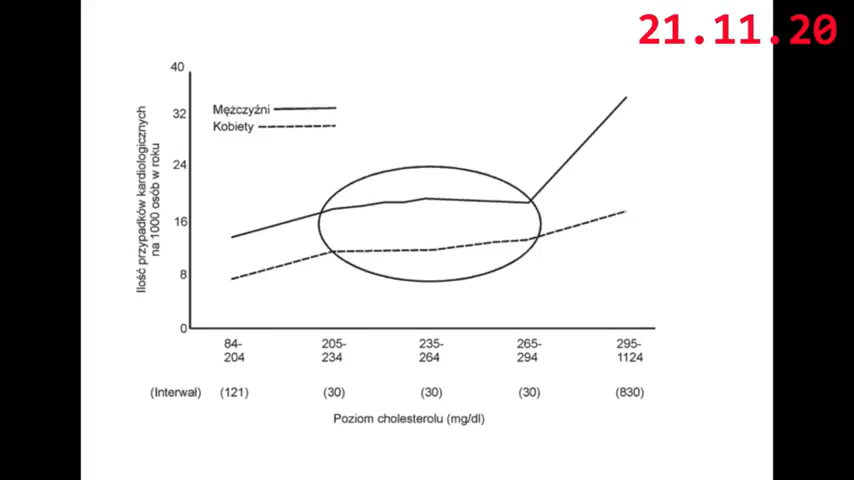 21.11.20
40
32
24
16
8
0
Mężczyźni
Kobiety
Ilość przypadków kardiologicznych
na 1000 osób w roku
84-
204
205-
234
235-
264
265-
294
295-
1124
(Interwał) (121) (30) (30) (30) (830)
Poziom cholesterolu (mg/dl)